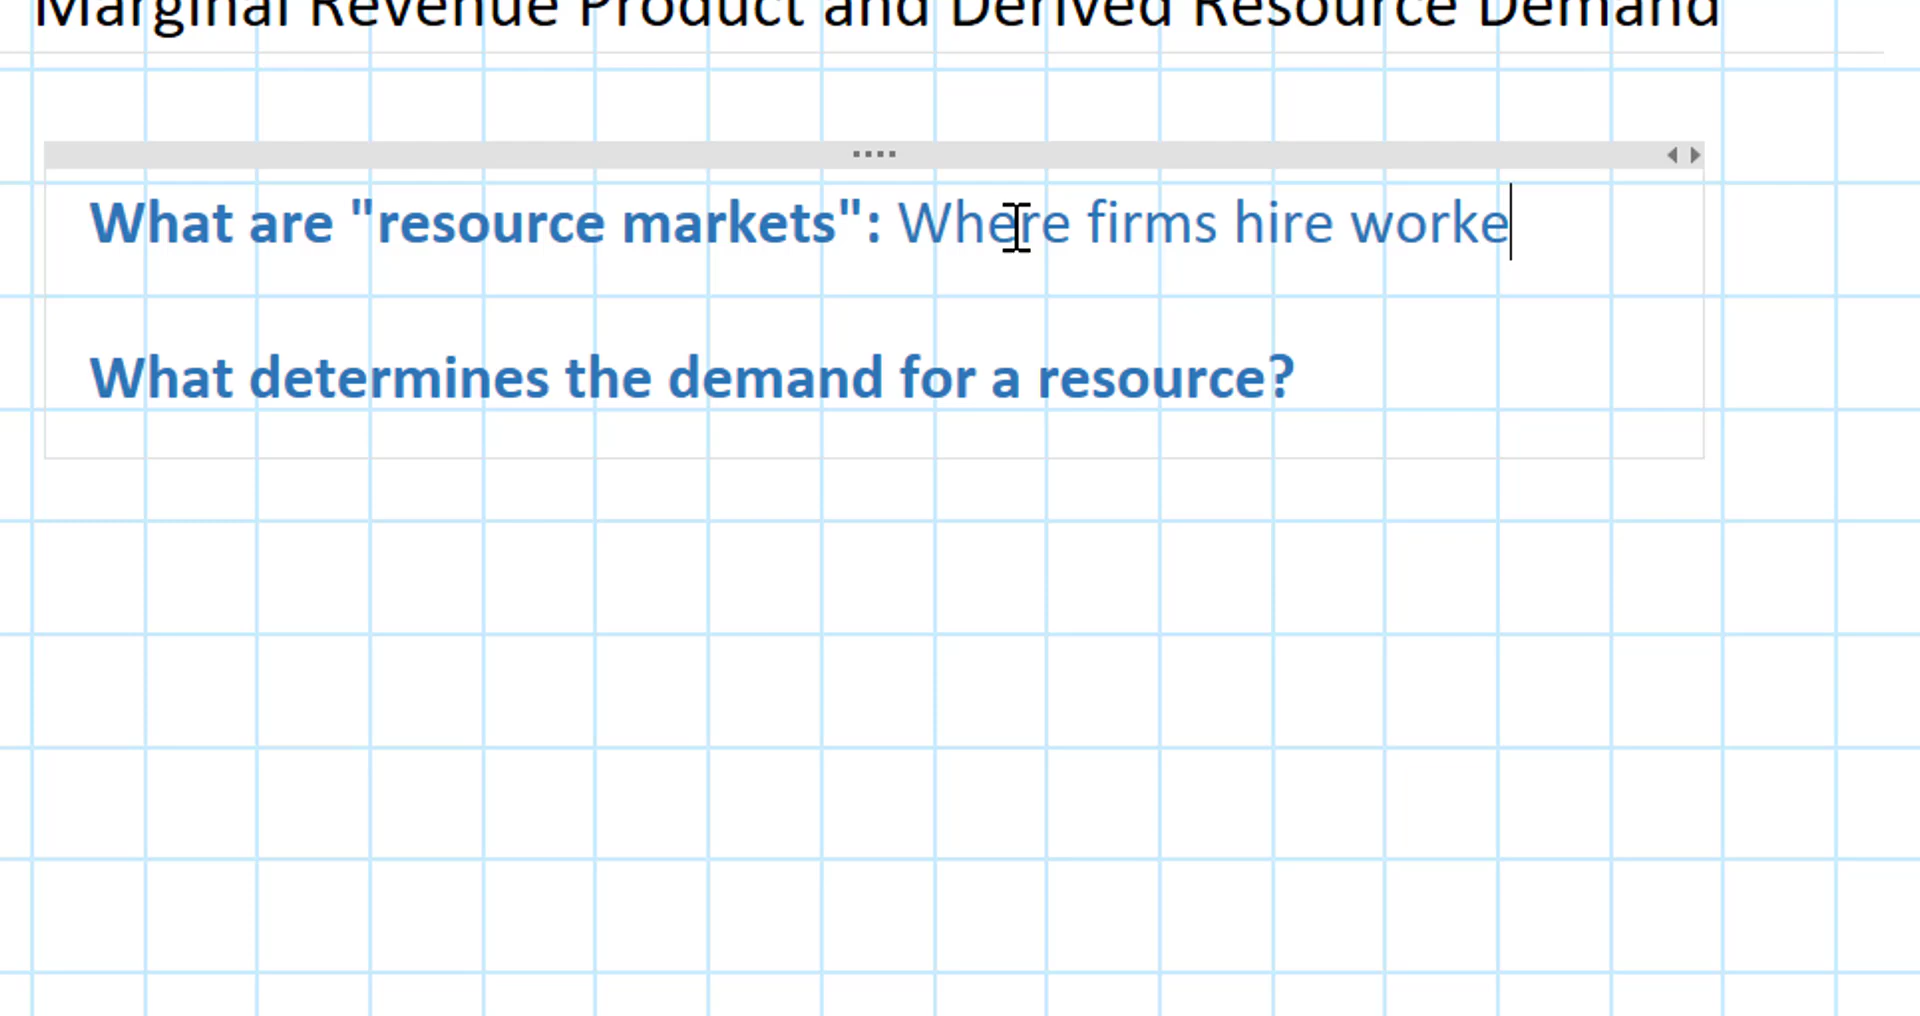 Marginal Revenue Product and Derived Resource Demand
What are "resource markets": Where firms hire worke
What determines the demand for a resource?